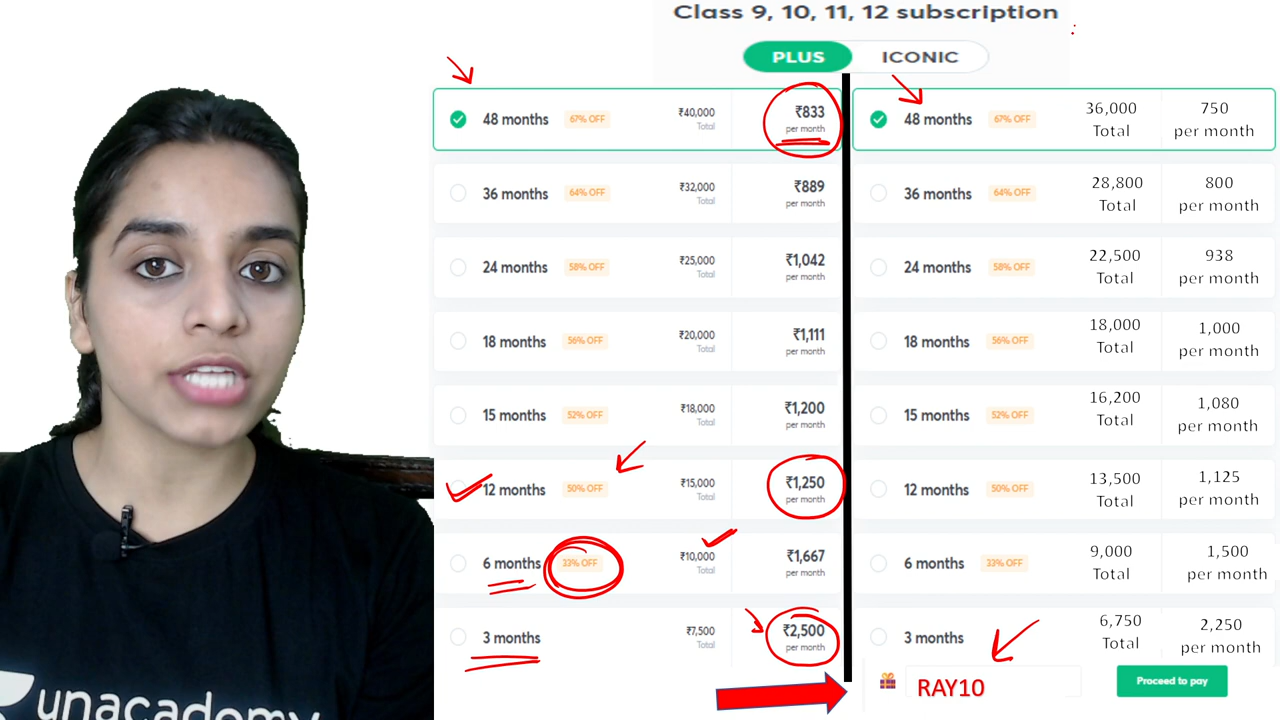 Class 9, 10, 11, 12 subscription
PLUS ICONIC
48 months 67% OFF ₹40,000 Total ₹833 per month
36 months 64% OFF ₹32,000 Total ₹889 per month
24 months 58% OFF ₹25,000 Total ₹1,042 per month
18 months 56% OFF ₹20,000 Total ₹1,111 per month
15 months 52% OFF ₹18,000 Total ₹1,200 per month
12 months 50% OFF ₹15,000 Total ₹1,250 per month
6 months 33% OFF ₹10,000 Total ₹1,667 per month
3 months ₹7,500 Total ₹2,500 per month
48 months 67% OFF 36,000 Total 750 per month
36 months 64% OFF 28,800 Total 800 per month
24 months 58% OFF 22,500 Total 938 per month
18 months 56% OFF 18,000 Total 1,000 per month
15 months 52% OFF 16,200 Total 1,080 per month
12 months 50% OFF 13,500 Total 1,125 per month
6 months 33% OFF 9,000 Total 1,500 per month
3 months 6,750 Total 2,250 per month
RAY10
Proceed to pay
unacademy